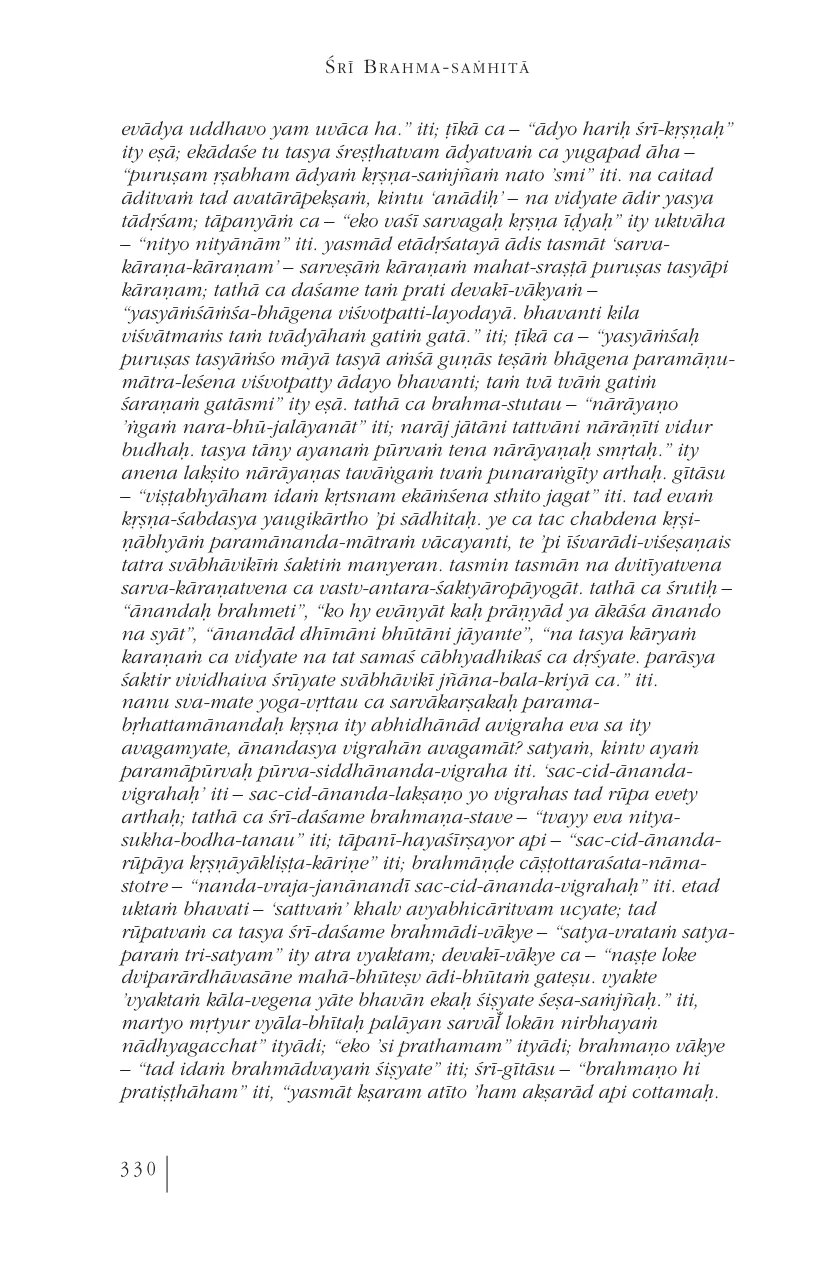 Śrī Brahma-saṁhitā
evādya uddhavo yam uvāca ha.” iti; ṭīkā ca – “ādyo hariḥ śrī-kṛṣṇaḥ”
ity eṣā; ekādaśe tu tasya śreṣṭhatvam ādyatvaṁ ca yugapad āha –
“puruṣam ṛṣabham ādyaṁ kṛṣṇa-saṁjñaṁ nato ’smi” iti. na caitad
āditvaṁ tad avatārāpekṣaṁ, kintu ‘anādiḥ’ – na vidyate ādir yasya
tādṛśam; tāpanyāṁ ca – “eko vaśī sarvagaḥ kṛṣṇa īḍyaḥ” ity uktvāha
– “nityo nityānām” iti. yasmād etādṛśatayā ādis tasmāt ‘sarva-
kāraṇa-kāraṇam’ – sarveṣāṁ kāraṇaṁ mahat-sraṣṭā puruṣas tasyāpi
kāraṇam; tathā ca daśame taṁ prati devakī-vākyaṁ –
“yasyāṁśāṁśa-bhāgena viśvotpatti-layodayā. bhavanti kila
viśvātmaṁs taṁ tvādyāhaṁ gatiṁ gatā.” iti; ṭīkā ca – “yasyāṁśaḥ
puruṣas tasyāṁśo māyā tasyā aṁśā guṇās teṣāṁ bhāgena paramāṇu-
mātra-leśena viśvotpatty ādayo bhavanti; taṁ tvā tvāṁ gatiṁ
śaraṇaṁ gatāsmi” ity eṣā. tathā ca brahma-stutau – “nārāyaṇo
’ṅgaṁ nara-bhū-jalāyanāt” iti; narāj jātāni tattvāni nārāṇīti vidur
budhaḥ. tasya tāny ayanaṁ pūrvaṁ tena nārāyaṇaḥ smṛtaḥ.” ity
anena lakṣito nārāyaṇas tavāṅgaṁ tvaṁ punaraṅgīty arthaḥ. gītāsu
– “viṣṭabhyāham idaṁ kṛtsnam ekāṁśena sthito jagat” iti. tad evaṁ
kṛṣṇa-śabdasya yaugikārtho ’pi sādhitaḥ. ye ca tac chabdena kṛṣi-
ṇābhyāṁ paramānanda-mātraṁ vācayanti, te ’pi īśvarādi-viśeṣaṇais
tatra svābhāvikīṁ śaktiṁ manyeran. tasmin tasmān na dvitīyatvena
sarva-kāraṇatvena ca vastv-antara-śaktyāropāyogāt. tathā ca śrutiḥ –
“ānandaḥ brahmeti”, “ko hy evānyāt kaḥ prāṇyād ya ākāśa ānando
na syāt”, “ānandād dhīmāni bhūtāni jāyante”, “na tasya kāryaṁ
karaṇaṁ ca vidyate na tat samaś cābhyadhikaś ca dṛśyate. parāsya
śaktir vividhaiva śrūyate svābhāvikī jñāna-bala-kriyā ca.” iti.
nanu sva-mate yoga-vṛttau ca sarvākarṣakaḥ parama-
bṛhattamānandaḥ kṛṣṇa ity abhidhānād avigraha eva sa ity
avagamyate, ānandasya vigrahān avagamāt? satyaṁ, kintv ayaṁ
paramāpūrvaḥ pūrva-siddhānanda-vigraha iti. ‘sac-cid-ānanda-
vigrahaḥ’ iti – sac-cid-ānanda-lakṣaṇo yo vigrahas tad rūpa evety
arthaḥ; tathā ca śrī-daśame brahmaṇa-stave – “tvayy eva nitya-
sukha-bodha-tanau” iti; tāpanī-hayaśīrṣayor api – “sac-cid-ānanda-
rūpāya kṛṣṇāyākliṣṭa-kāriṇe” iti; brahmāṇḍe cāṣṭottaraśata-nāma-
stotre – “nanda-vraja-janānandī sac-cid-ānanda-vigrahaḥ” iti. etad
uktaṁ bhavati – ‘sattvaṁ’ khalv avyabhicāritvam ucyate; tad
rūpatvaṁ ca tasya śrī-daśame brahmādi-vākye – “satya-vrataṁ satya-
paraṁ tri-satyam” ity atra vyaktam; devakī-vākye ca – “naṣṭe loke
dviparārdhāvasāne mahā-bhūteṣv ādi-bhūtaṁ gateṣu. vyakte
’vyaktaṁ kāla-vegena yāte bhavān ekaḥ śiṣyate śeṣa-saṁjñaḥ.” iti,
martyo mṛtyur vyāla-bhītaḥ palāyan sarvāl̐ lokān nirbhayaṁ
nādhyagacchat” ityādi; “eko ’si prathamam” ityādi; brahmaṇo vākye
– “tad idaṁ brahmādvayaṁ śiṣyate” iti; śrī-gītāsu – “brahmaṇo hi
pratiṣṭhāham” iti, “yasmāt kṣaram atīto ’ham akṣarād api cottamaḥ.
330